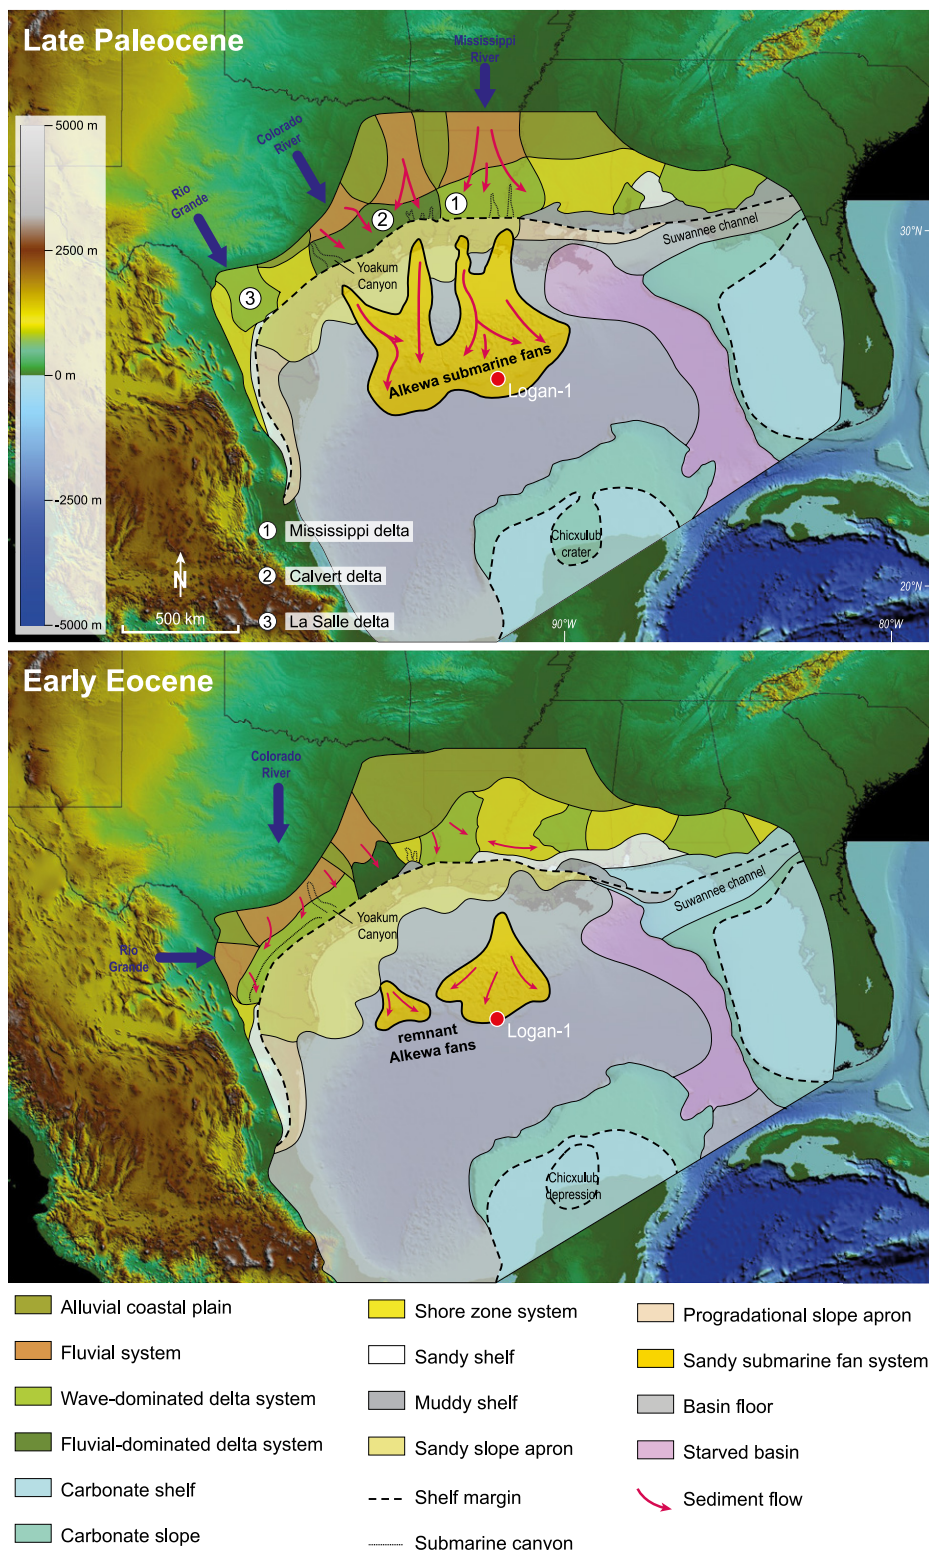 Late Paleocene
Mississippi
River
5000 m
2500 m
0 m
-2500 m
-5000 m
Colorado
River
Rio
Grande
1
2
3
Suwannee channel
30°N
Yoakum
Canyon
Alkewa submarine fans
Logan-1
Chicxulub
crater
1 Mississippi delta
2 Calvert delta
3 La Salle delta
N
500 km
20°N
90°W
80°W
Early Eocene
Colorado
River
Suwannee channel
Yoakum
Canyon
Rio
Grande
Logan-1
remnant
Alkewa fans
Chicxulub
depression
Alluvial coastal plain
Fluvial system
Wave-dominated delta system
Fluvial-dominated delta system
Carbonate shelf
Carbonate slope
Shore zone system
Sandy shelf
Muddy shelf
Sandy slope apron
Shelf margin
Submarine canyon
Progradational slope apron
Sandy submarine fan system
Basin floor
Starved basin
Sediment flow